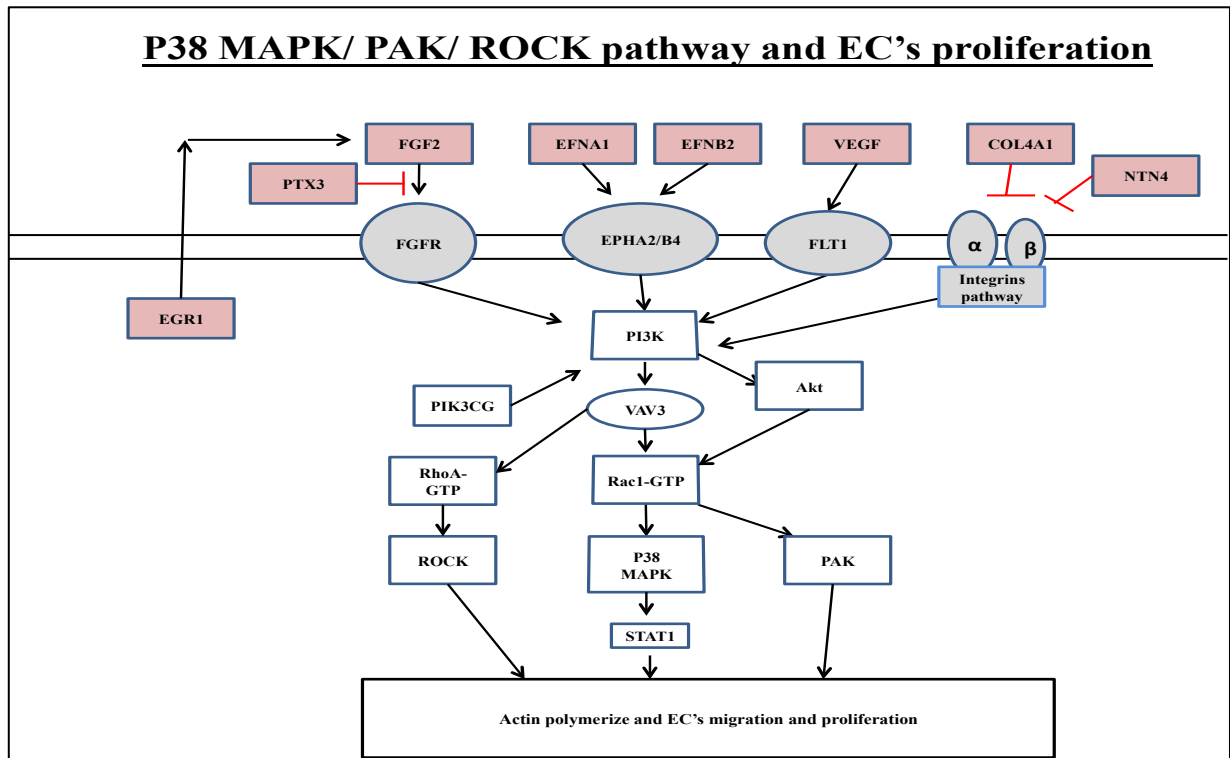 P38 MAPK/ PAK/ ROCK pathway and EC’s proliferation
FGF2
EFNA1
EFNB2
VEGF
COL4A1
PTX3
NTN4
FGFR
EPHA2/B4
FLT1
α
β
Integrins
pathway
EGR1
PI3K
PIK3CG
VAV3
Akt
RhoA-
GTP
Rac1-GTP
ROCK
P38
MAPK
PAK
STAT1
Actin polymerize and EC’s migration and proliferation